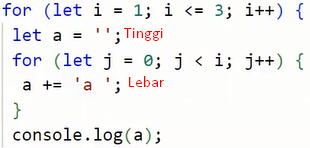 for (let i = 1; i <= 3; i++) {
let a = ''; Tinggi
for (let j = 0; j < i; j++) {
a += 'a '; Lebar
}
console.log(a);